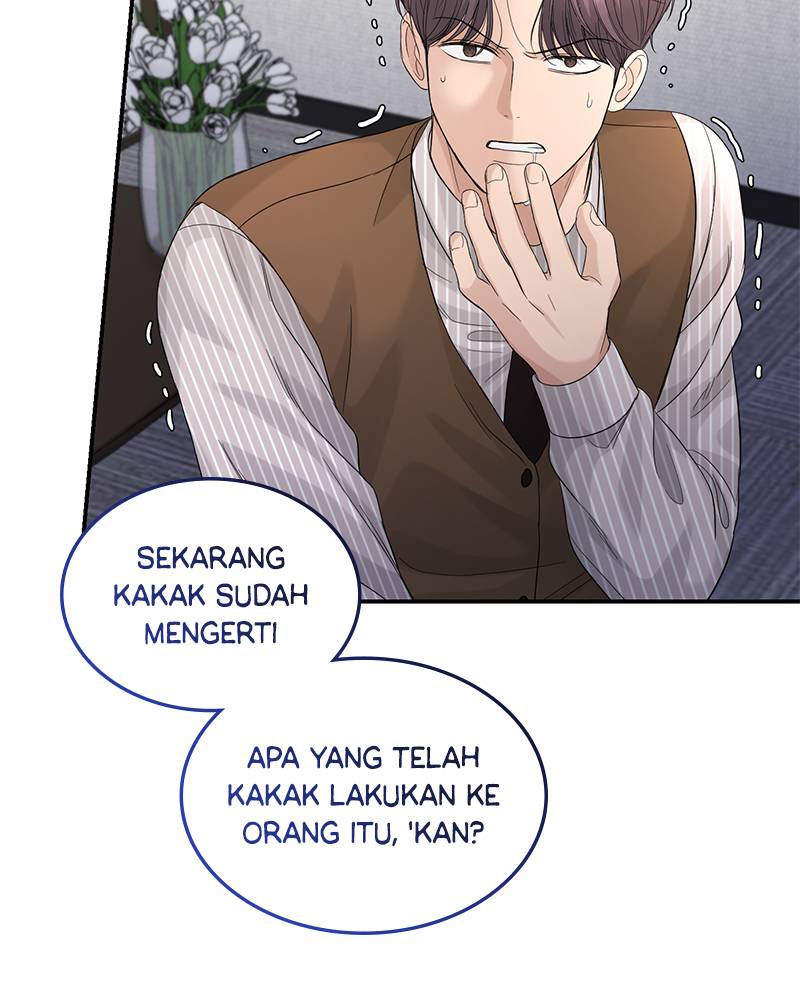 SEKARANG
KAKAK SUDAH
MENGERTI
APA YANG TELAH
KAKAK LAKUKAN KE
ORANG ITU, 'KAN?